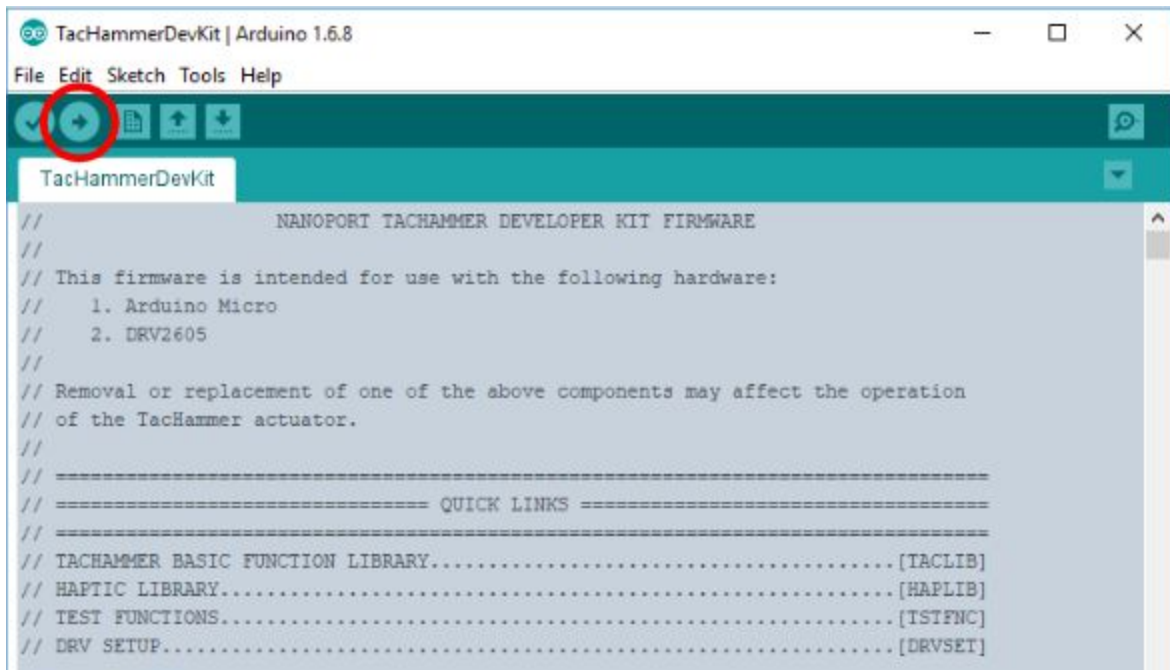 TacHammerDevKit | Arduino 1.6.8
File Edit Sketch Tools Help
TacHammerDevKit
// NANOPORT TACHAMMER DEVELOPER KIT FIRMWARE
//
// This firmware is intended for use with the following hardware:
// 1. Arduino Micro
// 2. DRV2605
//
// Removal or replacement of one of the above components may affect the operation
// of the TacHammer actuator.
//
// ================================================================================
// ================================ QUICK LINKS ===================================
// ================================================================================
// TACHAMMER BASIC FUNCTION LIBRARY........................................[TACLIB]
// HAPTIC LIBRARY..........................................................[HAPLIB]
// TEST FUNCTIONS..........................................................[TSTFNC]
// DRV SETUP...............................................................[DRVSET]